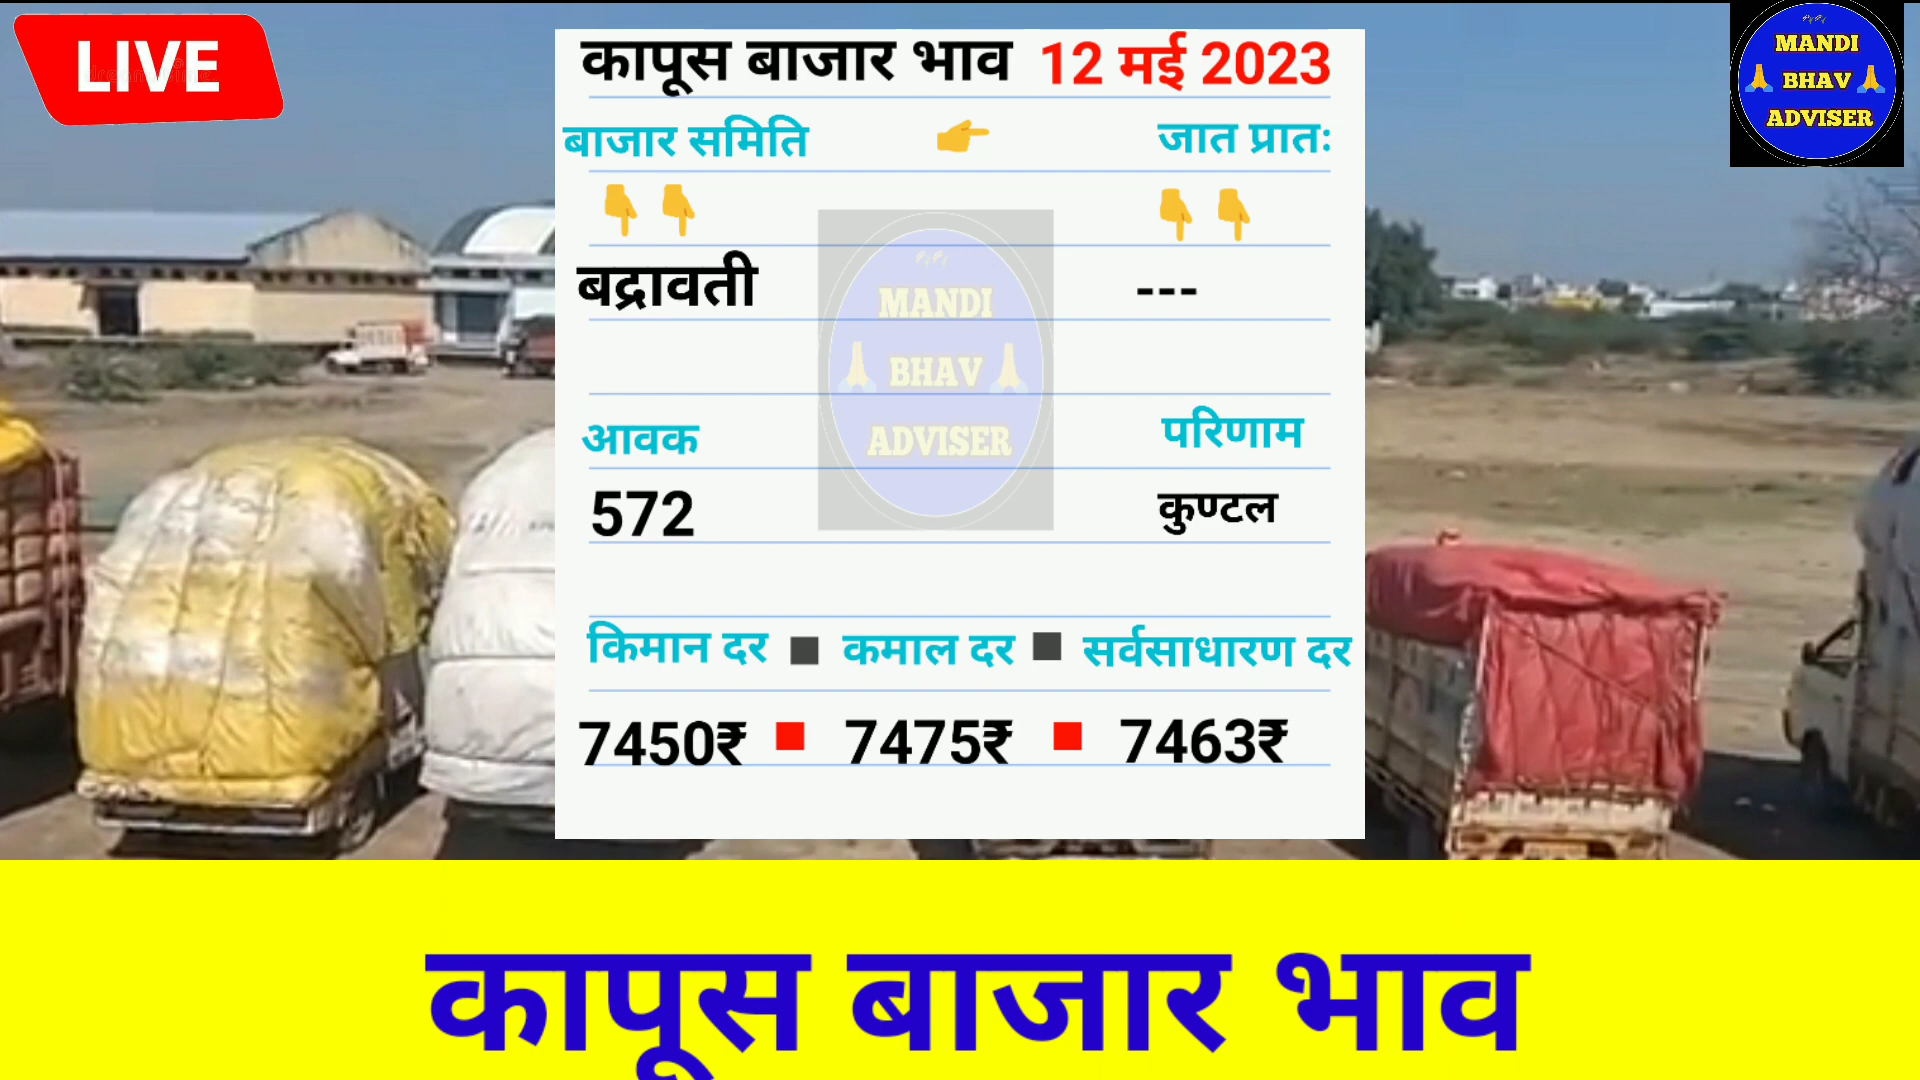 LIVE
कापूस बाजार भाव 12 मई 2023
MANDI
BHAV
ADVISER
बाजार समिति 👉 जात प्रातः
👇👇 👇👇
बद्रावती ---
MANDI
BHAV
ADVISER
आवक परिणाम
572 कुण्टल
किमान दर ◾ कमाल दर ◾ सर्वसाधारण दर
7450₹ 7475₹ 7463₹
कापूस बाजार भाव